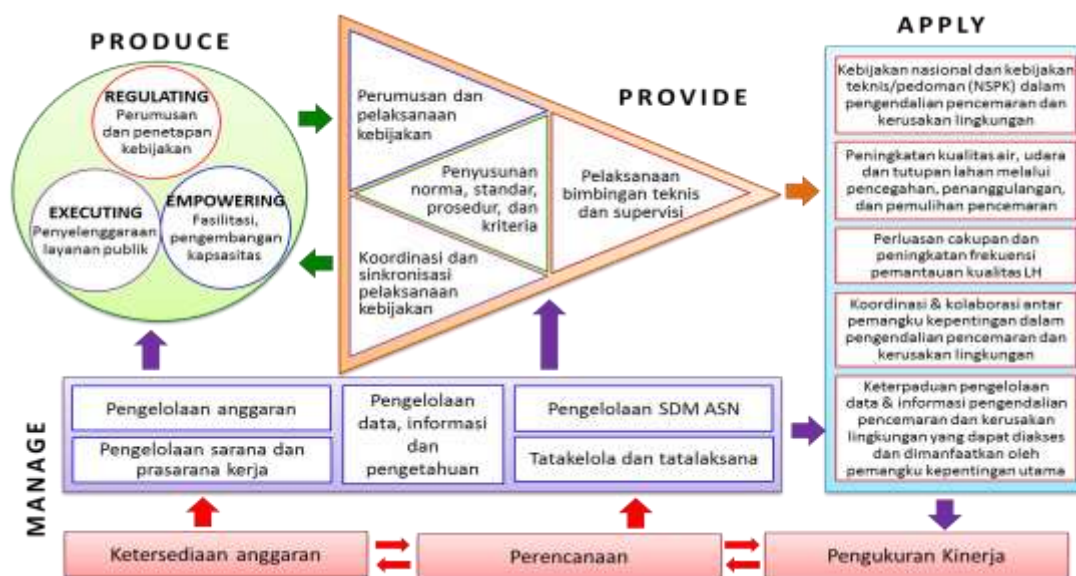 PRODUCE
REGULATING
Perumusan
dan penetapan
kebijakan
EXECUTING
Penyelenggaraan
layanan publik
EMPOWERING
Fasilitasi,
pengembangan
kapsasitas
Perumusan dan
pelaksanaan
kebijakan
Penyusunan
norma, standar,
prosedur, dan
kriteria
Koordinasi dan
sinkronisasi
pelaksanaan
kebijakan
PROVIDE
Pelaksanaan
bimbingan teknis
dan supervisi
APPLY
Kebijakan nasional dan kebijakan
teknis/pedoman (NSPK) dalam
pengendalian pencemaran dan
kerusakan lingkungan
Peningkatan kualitas air, udara
dan tutupan lahan melalui
pencegahan, penanggulangan,
dan pemulihan pencemaran
Perluasan cakupan dan
peningkatan frekuensi
pemantauan kualitas LH
Koordinasi & kolaborasi antar
pemangku kepentingan dalam
pengendalian pencemaran dan
kerusakan lingkungan
Keterpaduan pengelolaan
data & informasi pengendalian
pencemaran dan kerusakan
lingkungan yang dapat diakses
dan dimanfaatkan oleh
pemangku kepentingan utama
MANAGE
Pengelolaan anggaran
Pengelolaan sarana dan
prasarana kerja
Pengelolaan
data, informasi
dan
pengetahuan
Pengelolaan SDM ASN
Tatakelola dan tatalaksana
Ketersediaan anggaran
Perencanaan
Pengukuran Kinerja